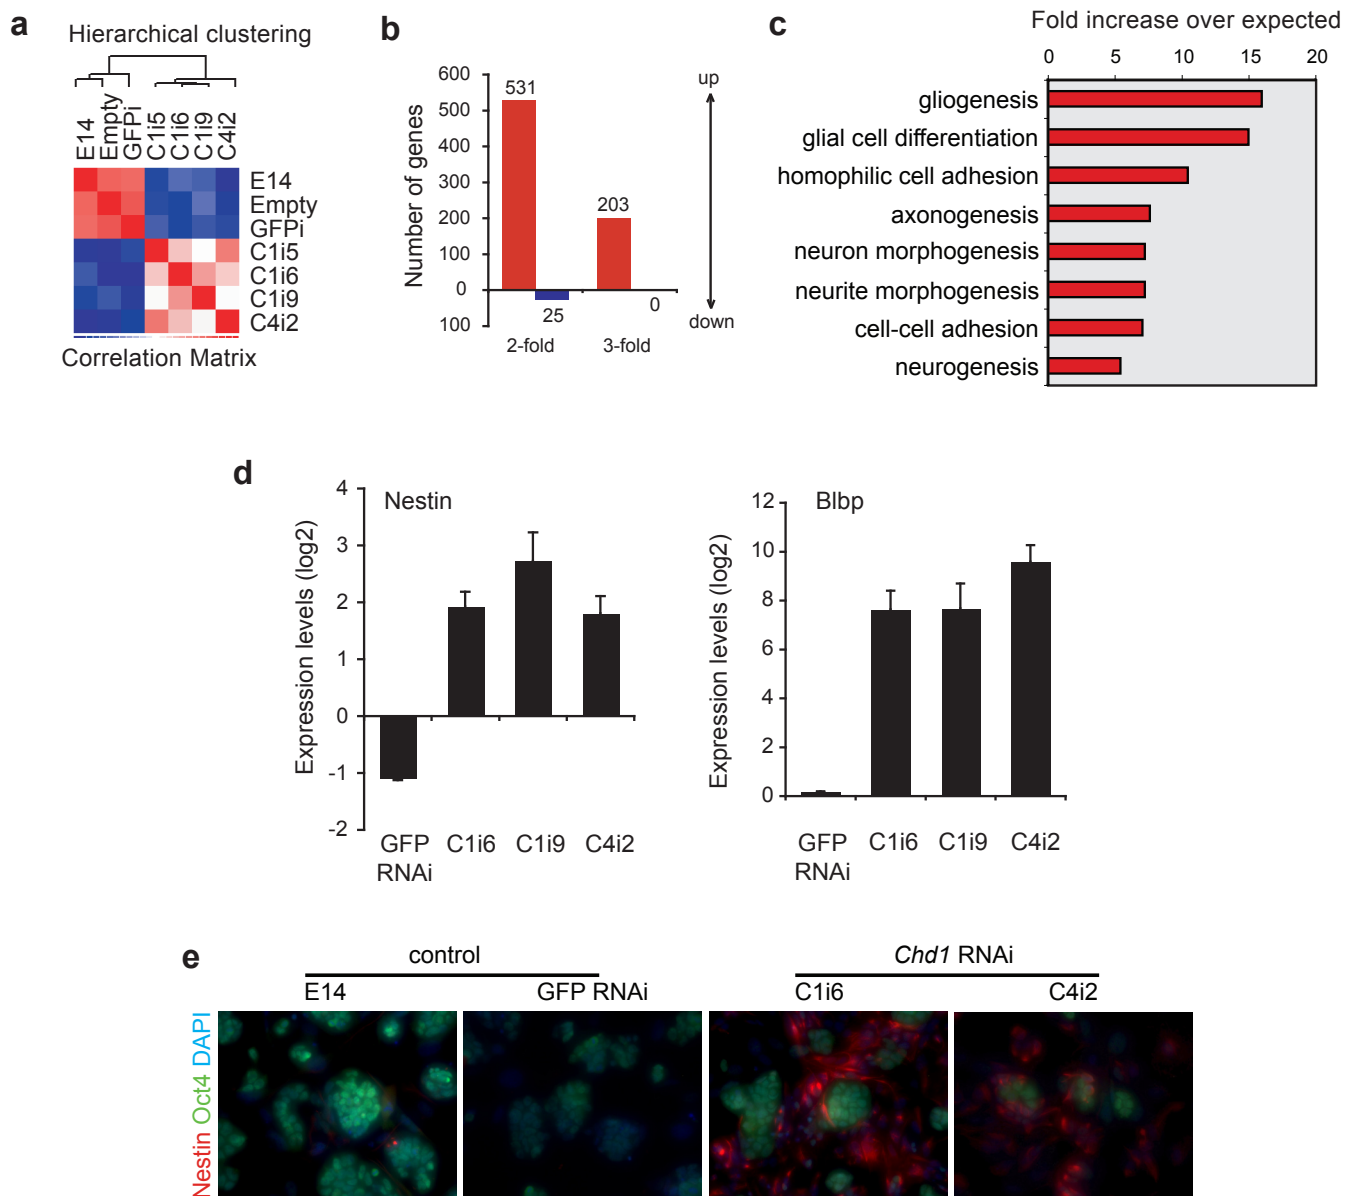 a
Hierarchical clustering
E14
Empty
GFPi
C1i5
C1i6
C1i9
C4i2
E14
Empty
GFPi
C1i5
C1i6
C1i9
C4i2
Correlation Matrix
b
Number of genes
600
500
400
300
200
100
0
100
531
25
203
0
2-fold
3-fold
up
down
c
Fold increase over expected
0 5 10 15 20
gliogenesis
glial cell differentiation
homophilic cell adhesion
axonogenesis
neuron morphogenesis
neurite morphogenesis
cell-cell adhesion
neurogenesis
d
Nestin
Expression levels (log2)
4
3
2
1
0
-1
-2
GFP RNAi
C1i6
C1i9
C4i2
Blbp
Expression levels (log2)
12
10
8
6
4
2
0
GFP RNAi
C1i6
C1i9
C4i2
e
control
Chd1 RNAi
E14
GFP RNAi
C1i6
C4i2
Nestin Oct4 DAPI